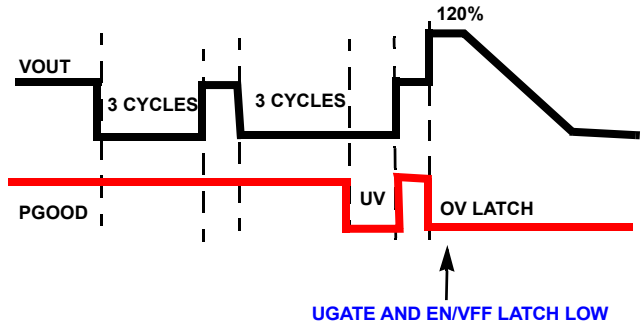 120%
VOUT
3 CYCLES
3 CYCLES
UV
PGOOD
OV LATCH
UGATE AND EN/VFF LATCH LOW